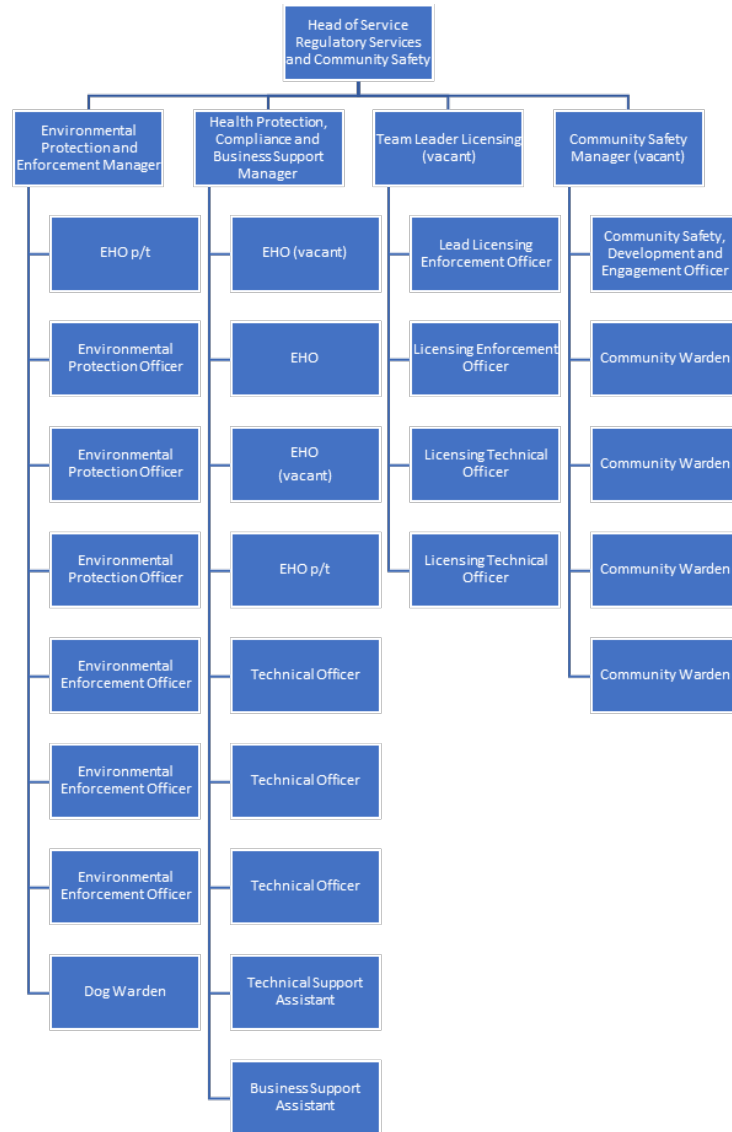 Head of Service
Regulatory Services
and Community Safety
Environmental
Protection and
Enforcement Manager
Health Protection,
Compliance and
Business Support
Manager
Team Leader Licensing
(vacant)
Community Safety
Manager (vacant)
EHO p/t
Environmental
Protection Officer
Environmental
Protection Officer
Environmental
Protection Officer
Environmental
Enforcement Officer
Environmental
Enforcement Officer
Environmental
Enforcement Officer
Dog Warden
EHO (vacant)
EHO
EHO
(vacant)
EHO p/t
Technical Officer
Technical Officer
Technical Officer
Technical Support
Assistant
Business Support
Assistant
Lead Licensing
Enforcement Officer
Licensing Enforcement
Officer
Licensing Technical
Officer
Licensing Technical
Officer
Community Safety,
Development and
Engagement Officer
Community Warden
Community Warden
Community Warden
Community Warden